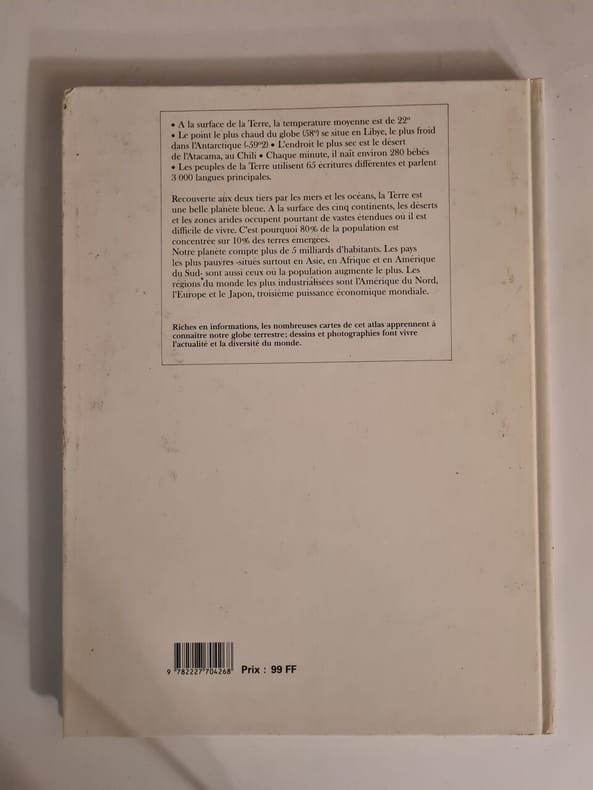 • A la surface de la Terre, la temperature moyenne est de 22°
• Le point le plus chaud du globe (58°) se situe en Libye, le plus froid
dans l'Antarctique (-59°2) • L'endroit le plus sec est le désert
de l'Atacama, au Chili • Chaque minute, il naît environ 280 bébés
• Les peuples de la Terre utilisent 65 écritures différentes et parlent
3 000 langues principales.
Recouverte aux deux tiers par les mers et les océans, la Terre est
une belle planète bleue. A la surface des cinq continents, les déserts
et les zones arides occupent pourtant de vastes étendues où il est
difficile de vivre. C'est pourquoi 80% de la population est
concentrée sur 10% des terres émergées.
Notre planète compte plus de 5 milliards d'habitants. Les pays
les plus pauvres -situés surtout en Asie, en Afrique et en Amérique
du Sud- sont aussi ceux où la population augmente le plus. Les
régions du monde les plus industrialisées sont l'Amérique du Nord,
l'Europe et le Japon, troisième puissance économique mondiale.
Riches en informations, les nombreuses cartes de cet atlas apprennent à
connaître notre globe terrestre; dessins et photographies font vivre
l'actualité et la diversité du monde.
9 782227 704268 Prix : 99 FF